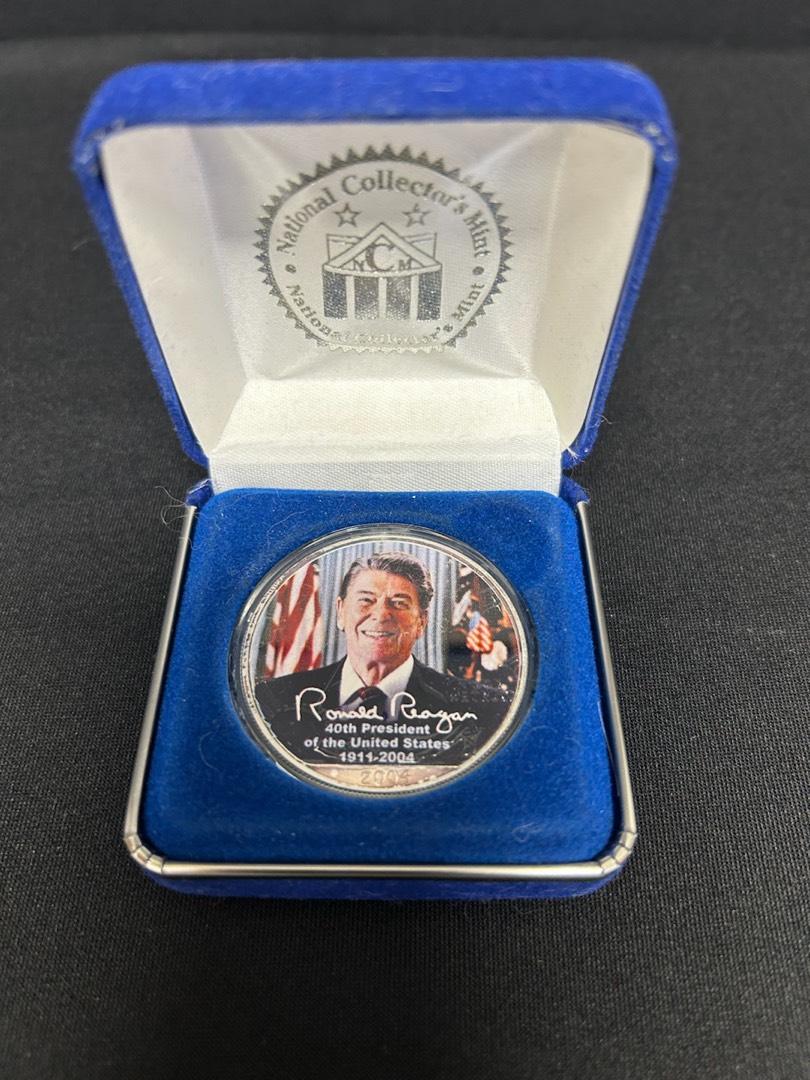 National Collector's Mint
NCM
National Collector's Mint
Ronald Reagan
40th President
of the United States
1911-2004
2004